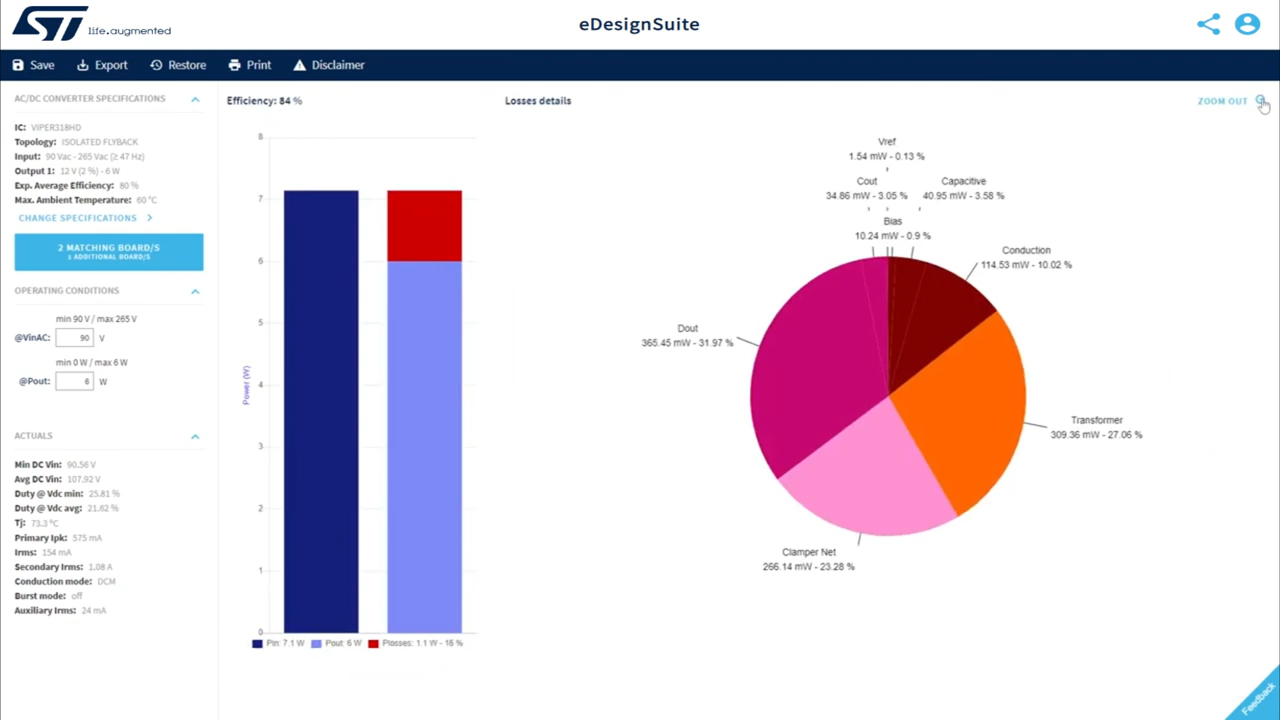 life.augmented
eDesignSuite
Save
Export
Restore
Print
Disclaimer
AC/DC CONVERTER SPECIFICATIONS
IC: VIPER318HD
Topology: ISOLATED FLYBACK
Input: 90 Vac - 265 Vac (≥ 47 Hz)
Output 1: 12 V (2 %) - 6 W
Exp. Average Efficiency: 80 %
Max. Ambient Temperature: 60 °C
CHANGE SPECIFICATIONS
2 MATCHING BOARD/S
1 ADDITIONAL BOARD/S
OPERATING CONDITIONS
min 90 V / max 265 V
@VinAC: 90 V
min 0 W / max 6 W
@Pout: 6 W
ACTUALS
Min DC Vin: 90.56 V
Avg DC Vin: 107.92 V
Duty @ Vdc min: 25.81 %
Duty @ Vdc avg: 21.62 %
Tj: 73.3 °C
Primary Ipk: 575 mA
Irms: 154 mA
Secondary Irms: 1.08 A
Conduction mode: DCM
Burst mode: off
Auxiliary Irms: 24 mA
Efficiency: 84 %
8
7
6
5
4
3
2
1
0
Power (W)
Pin: 7.1 W
Pout: 6 W
Plosses: 1.1 W - 16 %
Losses details
ZOOM OUT
Vref
1.54 mW - 0.13 %
Cout
34.86 mW - 3.05 %
Capacitive
40.95 mW - 3.58 %
Bias
10.24 mW - 0.9 %
Conduction
114.53 mW - 10.02 %
Dout
365.45 mW - 31.97 %
Transformer
309.36 mW - 27.06 %
Clamper Net
266.14 mW - 23.28 %
Feedback